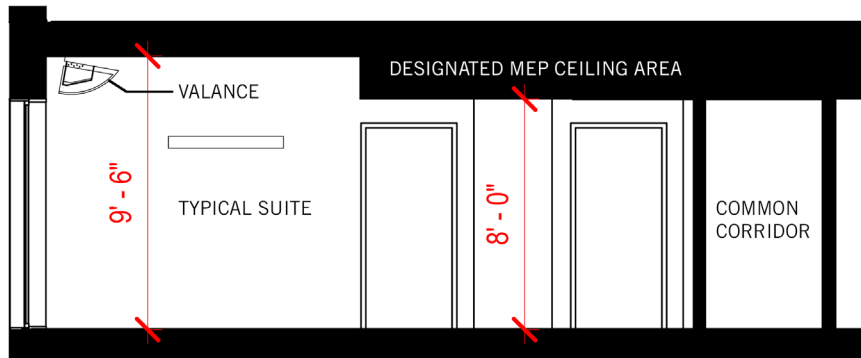 DESIGNATED MEP CEILING AREA
VALANCE
9' - 6"
TYPICAL SUITE
8' - 0"
COMMON
CORRIDOR